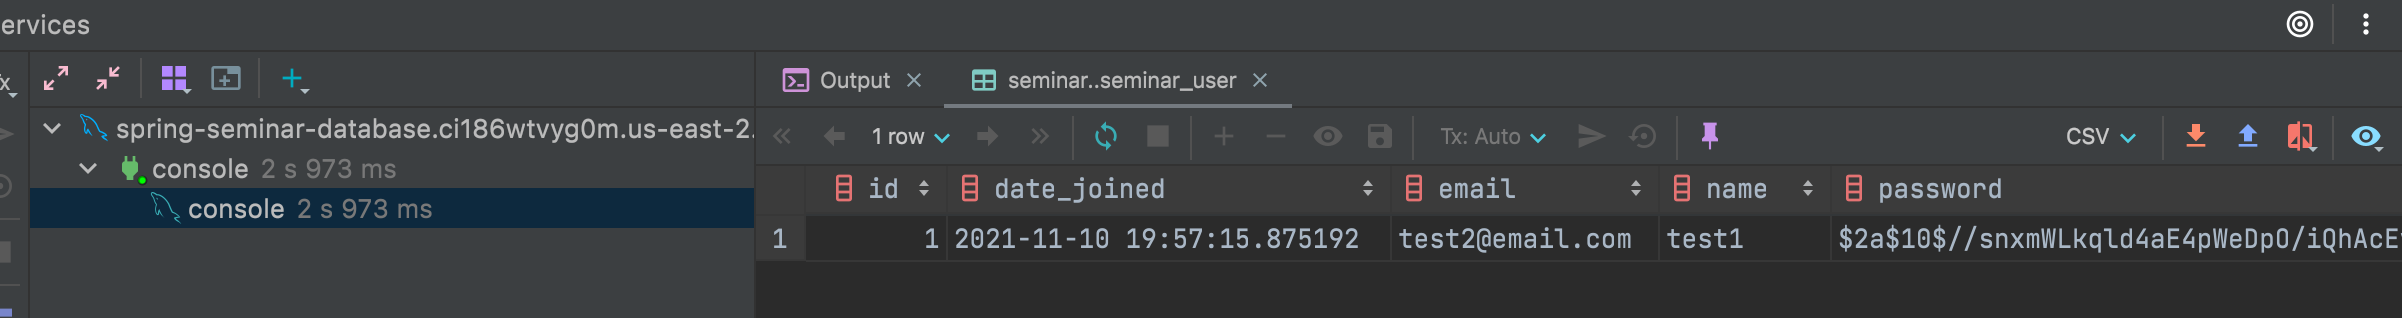 ervices
Output
seminar..seminar_user
spring-seminar-database.ci186wtvyg0m.us-east-2.
console 2 s 973 ms
console 2 s 973 ms
1 row
Tx: Auto
CSV
id date_joined email name password
1 1 2021-11-10 19:57:15.875192 test2@email.com test1 $2a$10$//snxmWLkqld4aE4pWeDpO/iQhAcE